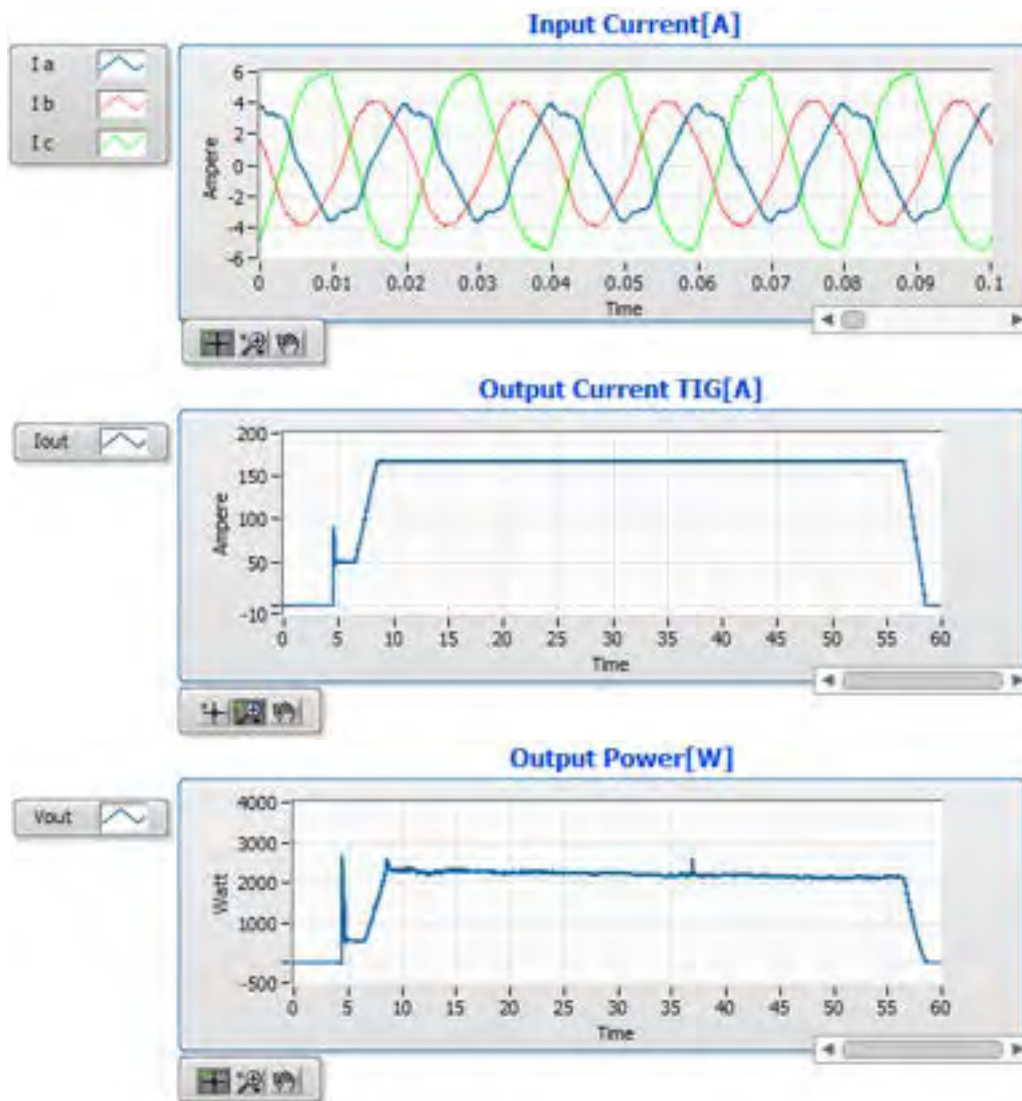 Input Current[A]
Ia
Ib
Ic
Ampere
6
4
2
0
-2
-4
-6
0 0.01 0.02 0.03 0.04 0.05 0.06 0.07 0.08 0.09 0.1
Time
Output Current TIG[A]
Iout
Ampere
200
150
100
50
-10
0 5 10 15 20 25 30 35 40 45 50 55 60
Time
Output Power[W]
Vout
Watt
4000
3000
2000
1000
-500
0 5 10 15 20 25 30 35 40 45 50 55 60
Time